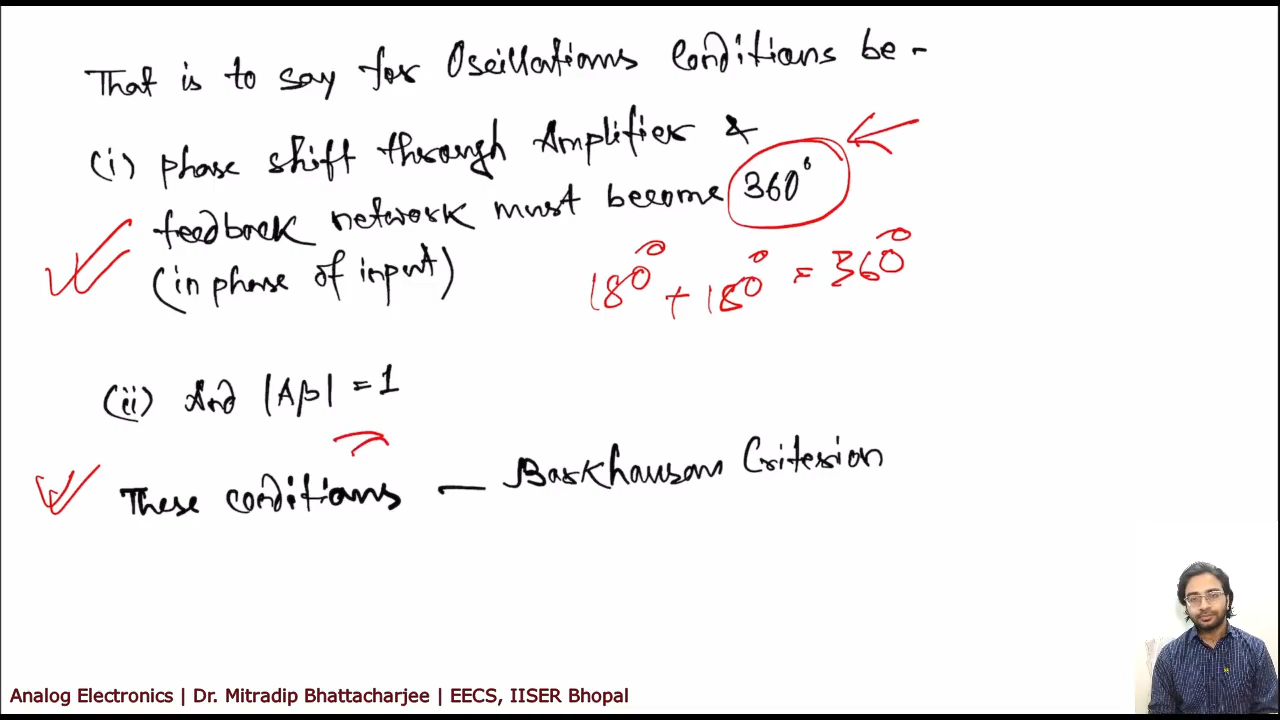 That is to say for Oscillations conditions be -
(i) phase shift through Amplifier &
feedback network must become 360°
(in phase of input)
180° + 180° = 360°
(ii) And |Aβ| = 1
These conditions — Barkhausan Criterion
Analog Electronics | Dr. Mitradip Bhattacharjee | EECS, IISER Bhopal